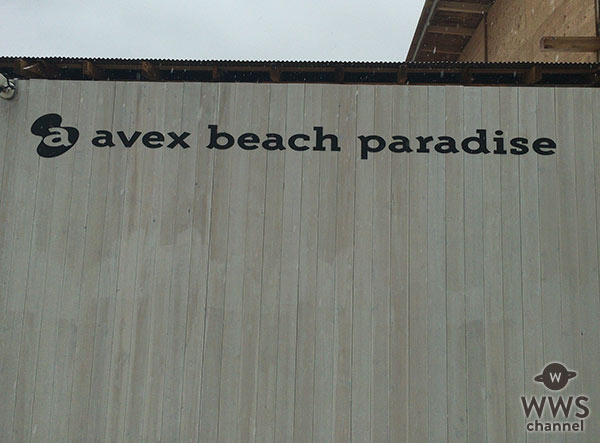 a avex beach paradise
W
WWS
channel